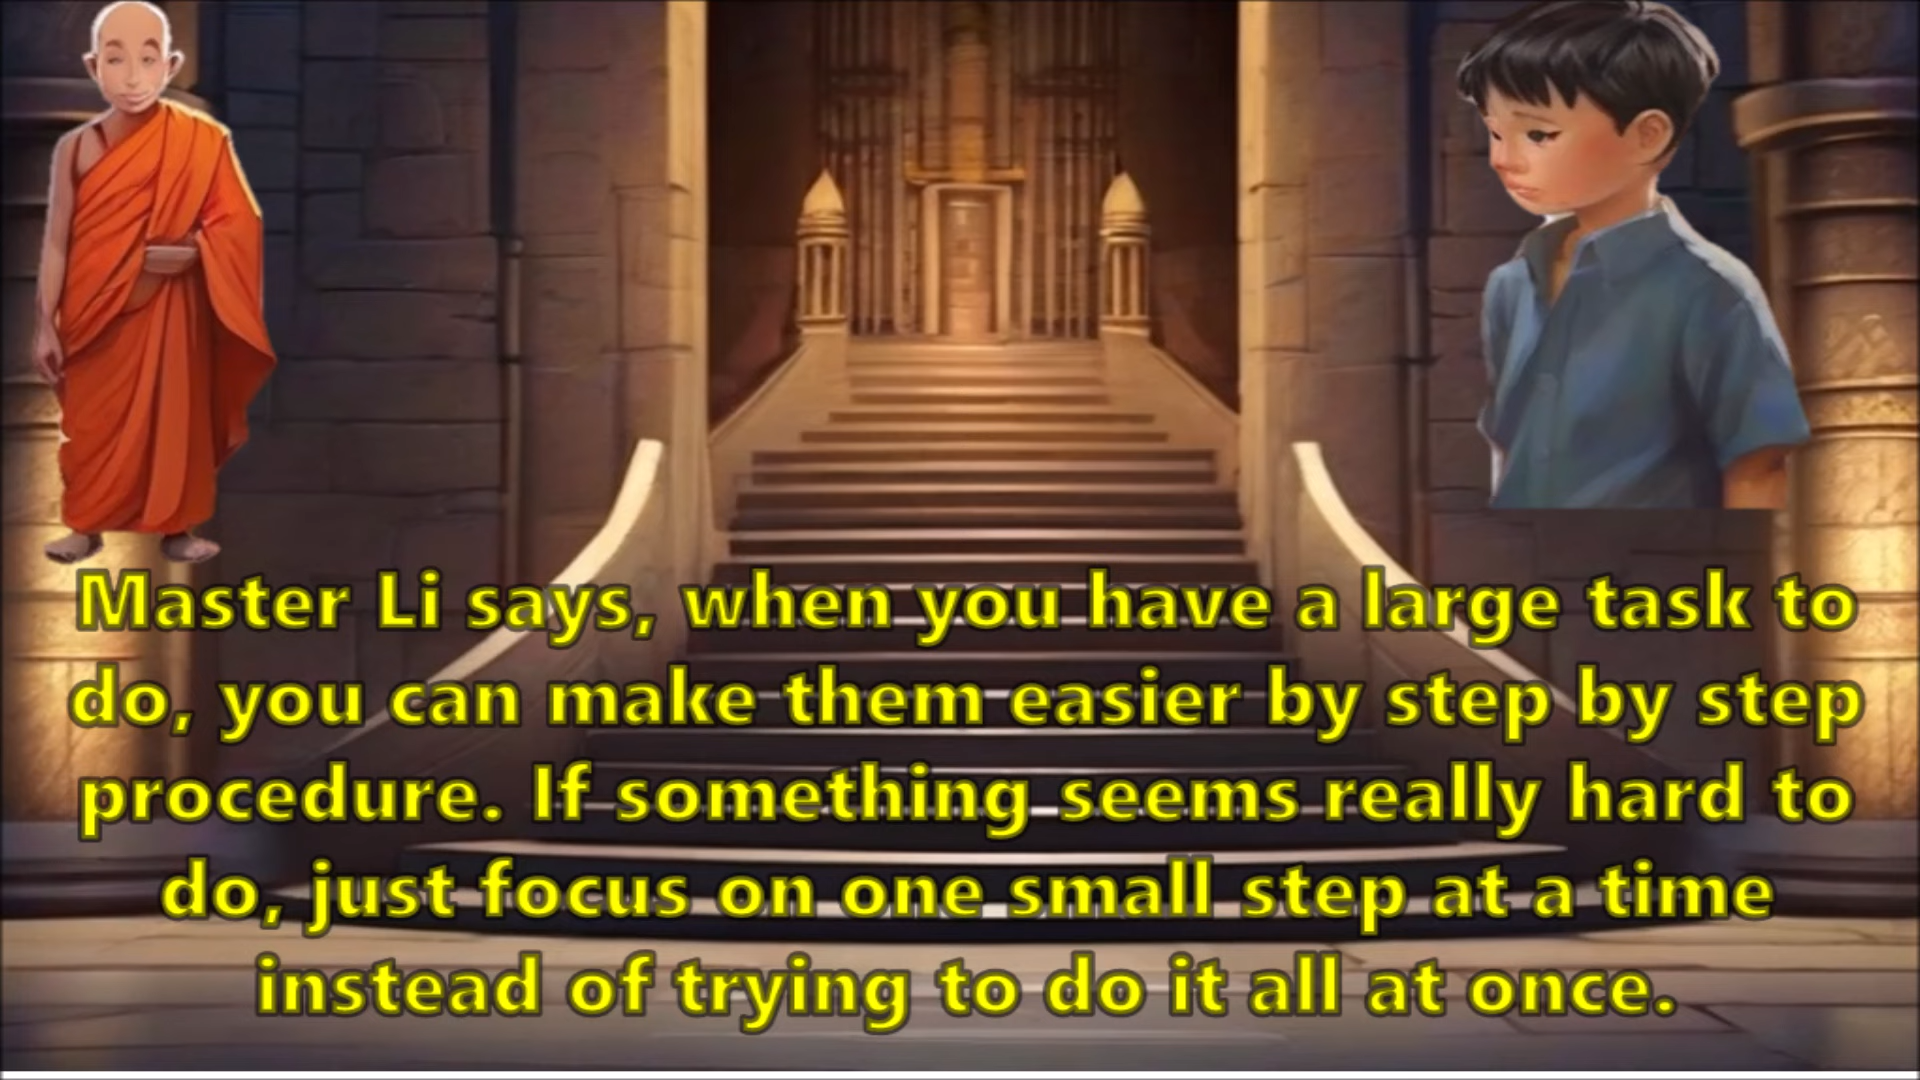 Master Li says, when you have a large task to
do, you can make them easier by step by step
procedure. If something seems really hard to
do, just focus on one small step at a time
instead of trying to do it all at once.